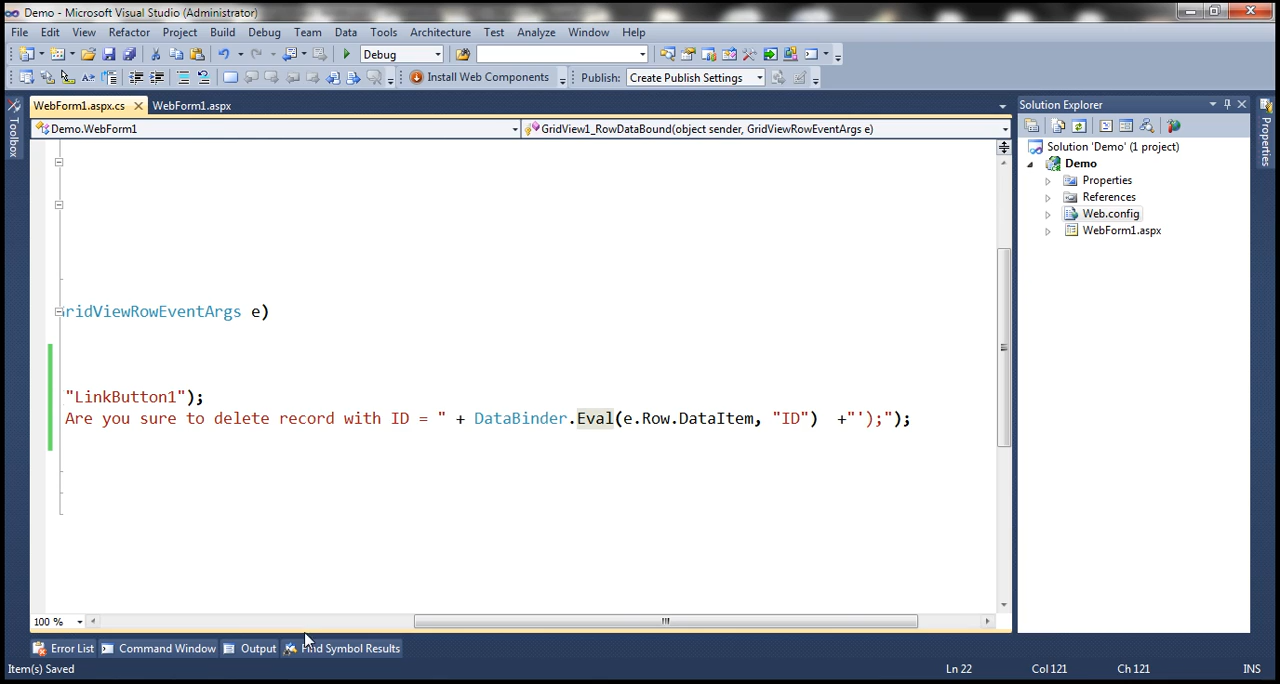 Demo - Microsoft Visual Studio (Administrator)
File Edit View Refactor Project Build Debug Team Data Tools Architecture Test Analyze Window Help
Debug
Install Web Components Publish: Create Publish Settings
WebForm1.aspx.cs WebForm1.aspx
Solution Explorer
Toolbox
Properties
Demo.WebForm1
GridView1_RowDataBound(object sender, GridViewRowEventArgs e)
Solution 'Demo' (1 project)
Demo
Properties
References
Web.config
WebForm1.aspx
ridViewRowEventArgs e)
"LinkButton1");
Are you sure to delete record with ID = " + DataBinder.Eval(e.Row.DataItem, "ID")  +"');");
100 %
Error List Command Window Output Find Symbol Results
Item(s) Saved Ln 22 Col 121 Ch 121 INS